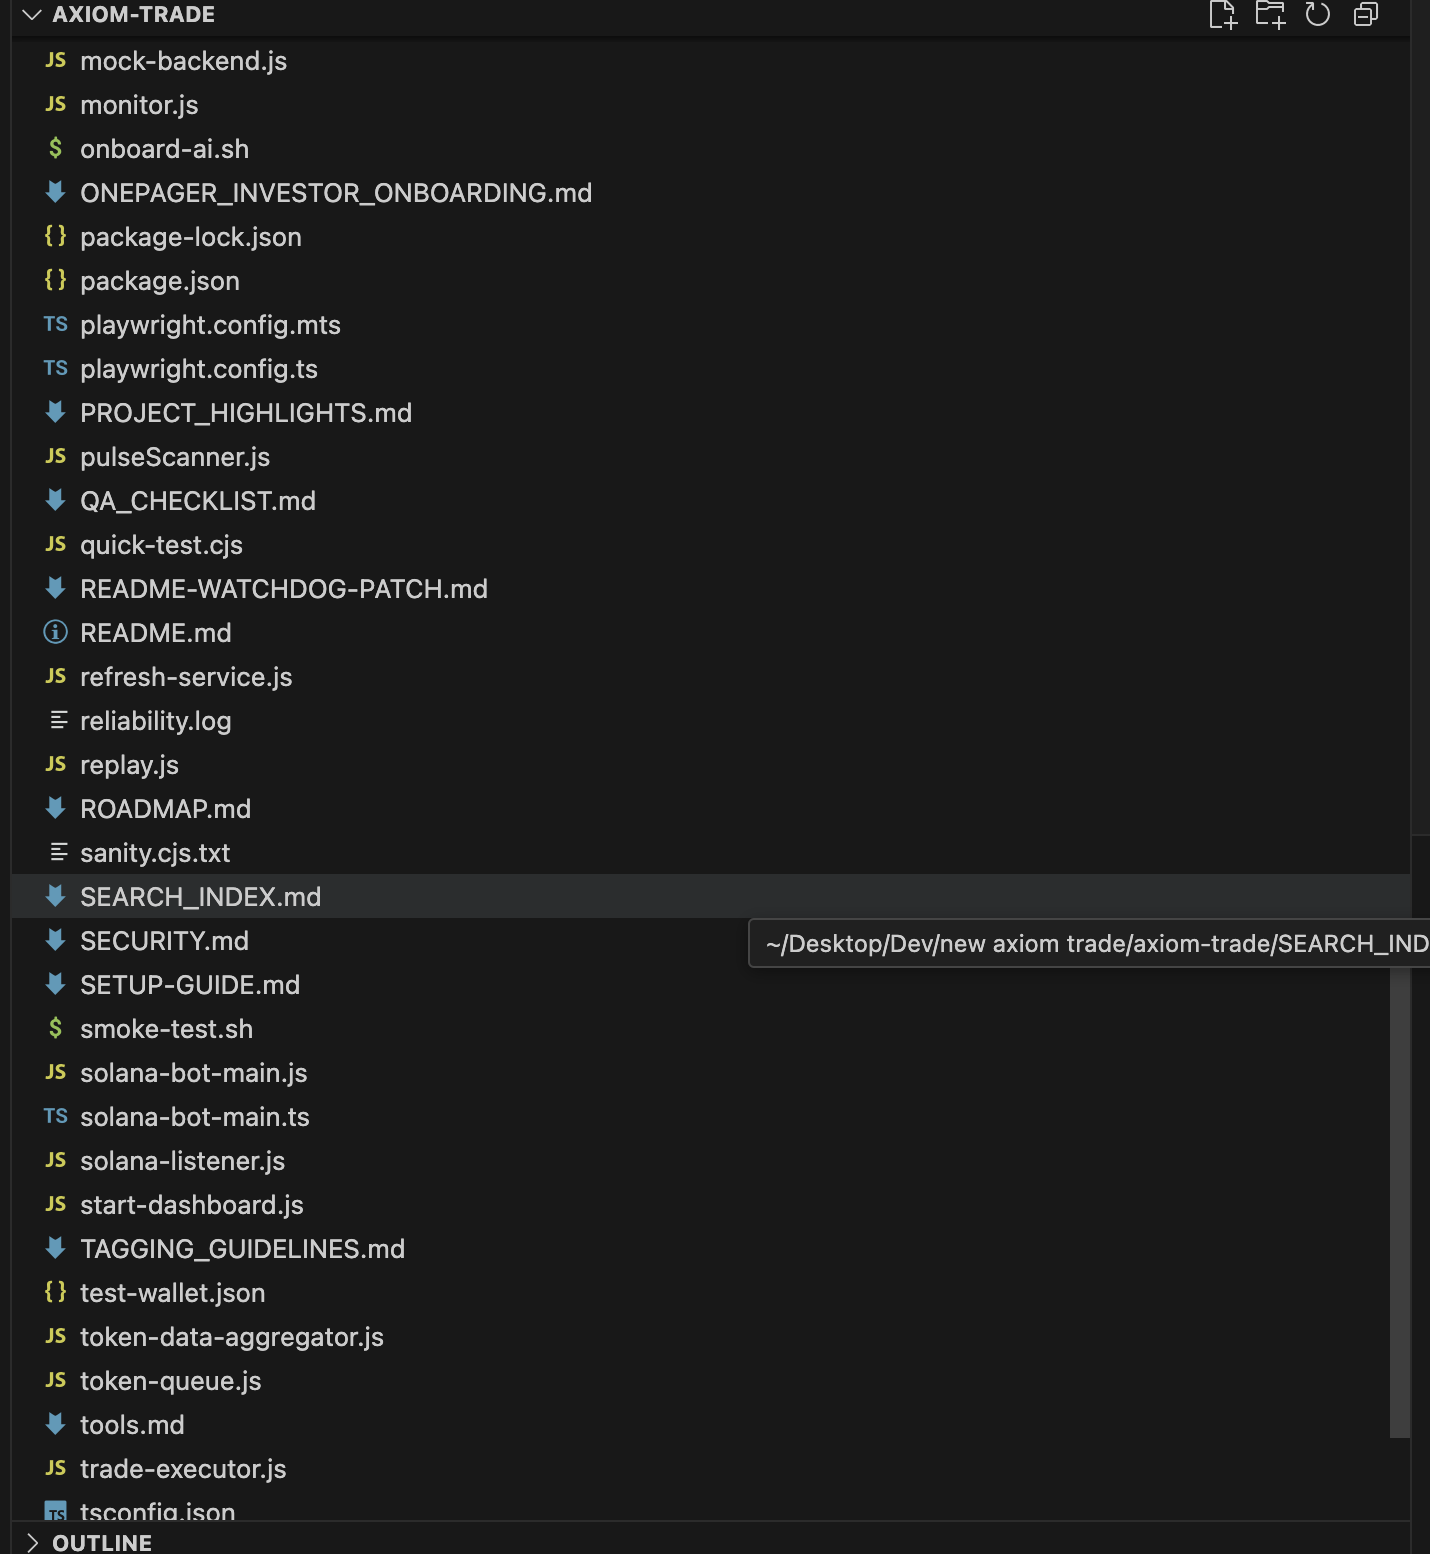 AXIOM-TRADE
JS mock-backend.js
JS monitor.js
$ onboard-ai.sh
ONEPAGER_INVESTOR_ONBOARDING.md
{} package-lock.json
{} package.json
TS playwright.config.mts
TS playwright.config.ts
PROJECT_HIGHLIGHTS.md
JS pulseScanner.js
QA_CHECKLIST.md
JS quick-test.cjs
README-WATCHDOG-PATCH.md
README.md
JS refresh-service.js
reliability.log
JS replay.js
ROADMAP.md
sanity.cjs.txt
SEARCH_INDEX.md
SECURITY.md
~/Desktop/Dev/new axiom trade/axiom-trade/SEARCH_IND
SETUP-GUIDE.md
$ smoke-test.sh
JS solana-bot-main.js
TS solana-bot-main.ts
JS solana-listener.js
JS start-dashboard.js
TAGGING_GUIDELINES.md
{} test-wallet.json
JS token-data-aggregator.js
JS token-queue.js
tools.md
JS trade-executor.js
TS tsconfig.json
OUTLINE